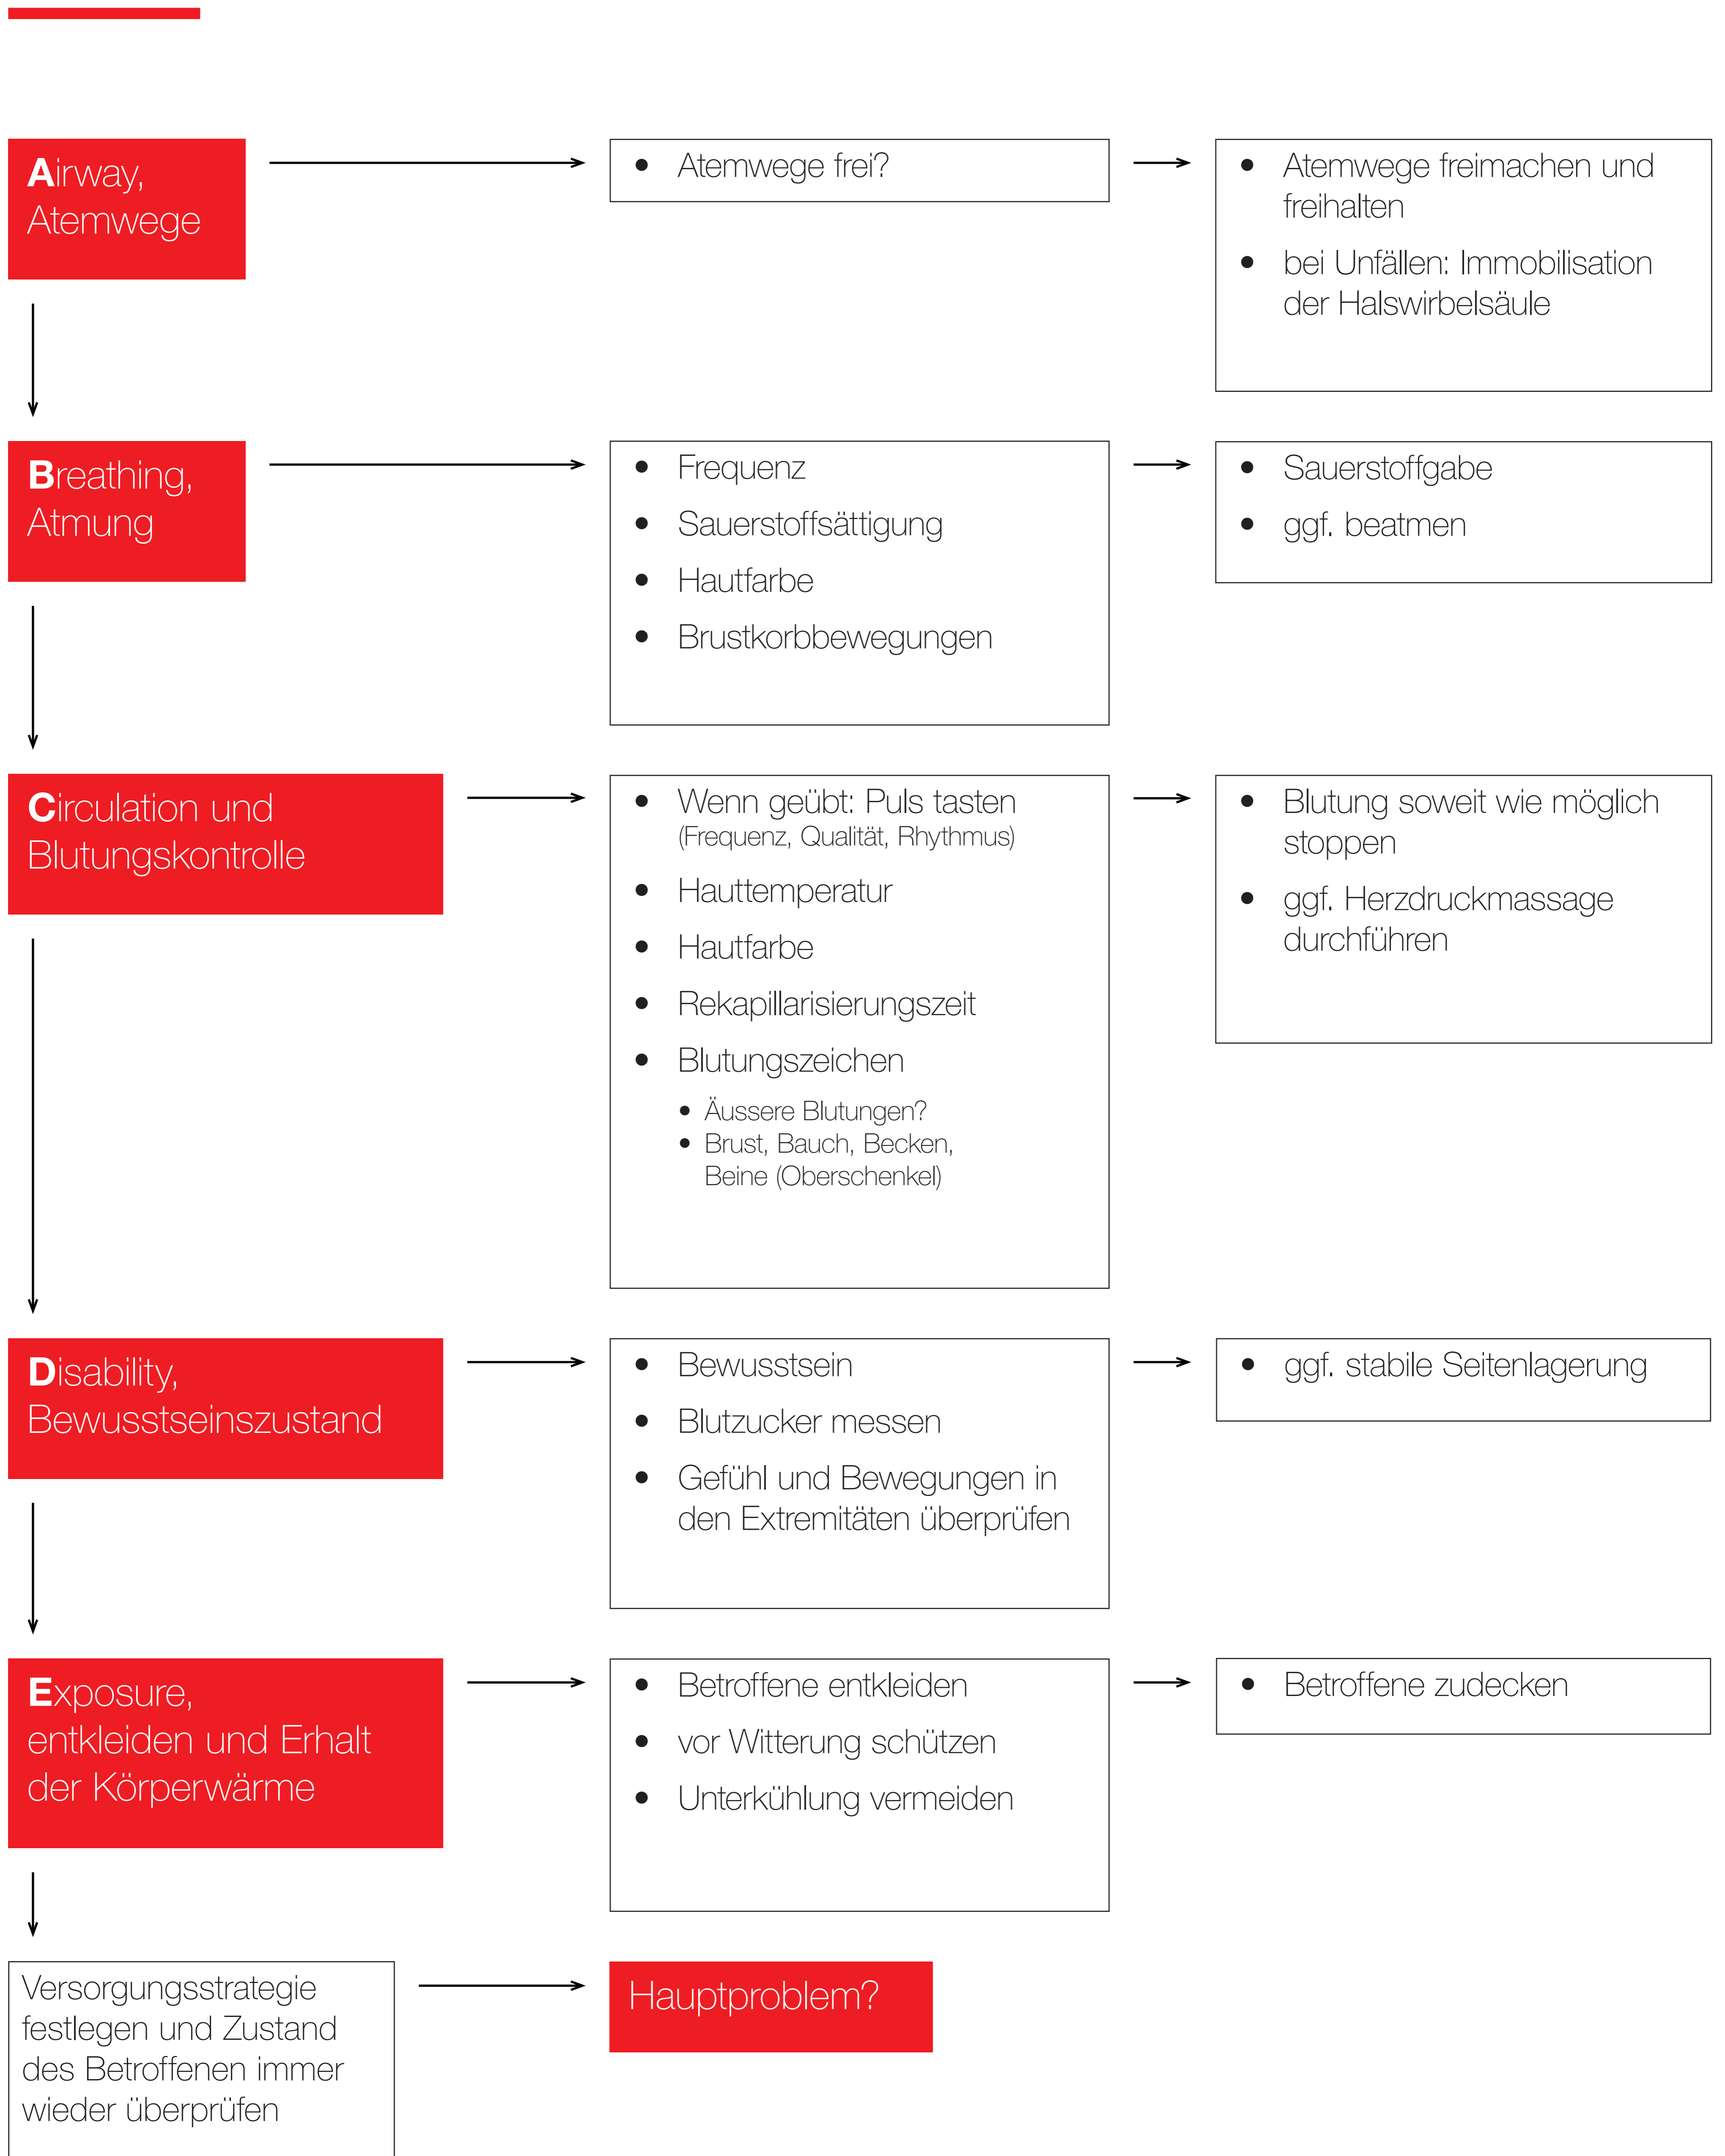 Airway,
Atemwege
Atemwege frei?
Atemwege freimachen und
freihalten
bei Unfällen: Immobilisation
der Halswirbelsäule
Breathing,
Atmung
Frequenz
Sauerstoffsättigung
Hautfarbe
Brustkorbbewegungen
Sauerstoffgabe
ggf. beatmen
Circulation und
Blutungskontrolle
Wenn geübt: Puls tasten
(Frequenz, Qualität, Rhythmus)
Hauttemperatur
Hautfarbe
Rekapillarisierungszeit
Blutungszeichen
Äussere Blutungen?
Brust, Bauch, Becken,
Beine (Oberschenkel)
Blutung soweit wie möglich
stoppen
ggf. Herzdruckmassage
durchführen
Disability,
Bewusstseinszustand
Bewusstsein
Blutzucker messen
Gefühl und Bewegungen in
den Extremitäten überprüfen
ggf. stabile Seitenlagerung
Exposure,
entkleiden und Erhalt
der Körperwärme
Betroffene entkleiden
vor Witterung schützen
Unterkühlung vermeiden
Betroffene zudecken
Versorgungsstrategie
festlegen und Zustand
des Betroffenen immer
wieder überprüfen
Hauptproblem?